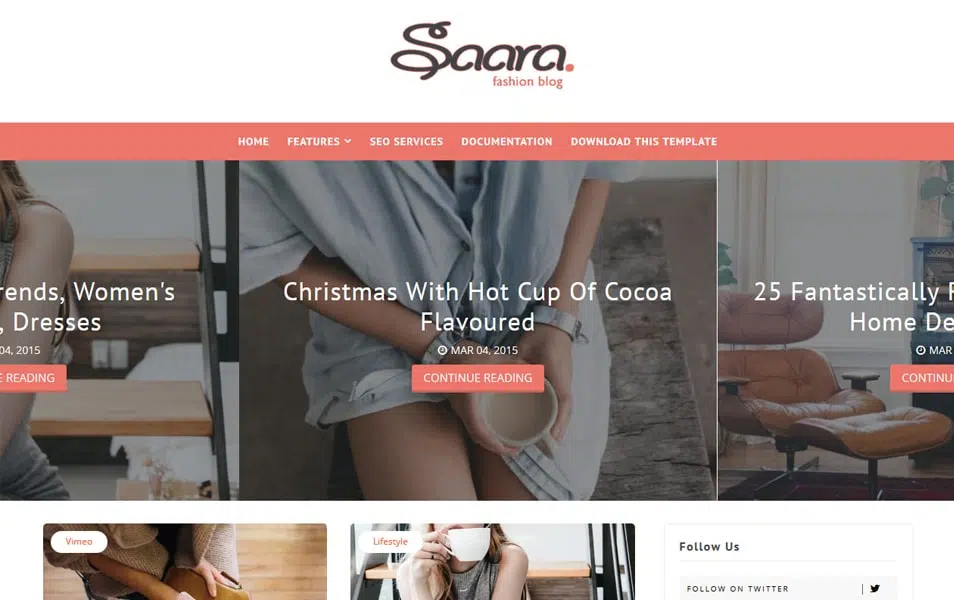 Saara.
fashion blog
HOME FEATURES SEO SERVICES DOCUMENTATION DOWNLOAD THIS TEMPLATE
rends, Women's
, Dresses
04, 2015
E READING
Christmas With Hot Cup Of Cocoa
Flavoured
MAR 04, 2015
CONTINUE READING
25 Fantastically
Home De
MAR
CONTINU
Vimeo
Lifestyle
Follow Us
FOLLOW ON TWITTER